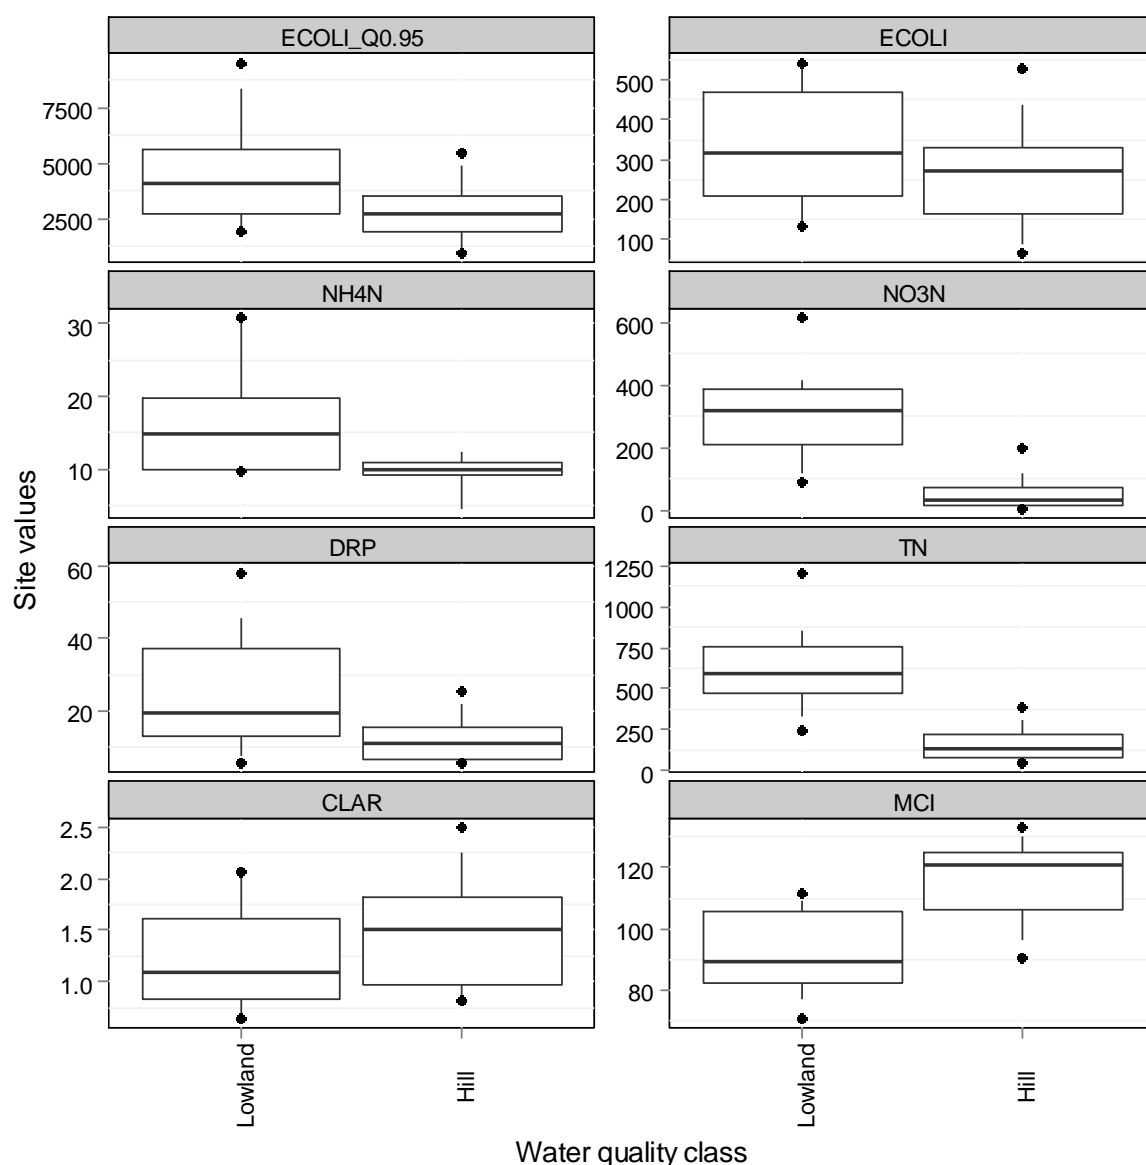 ECOLI_Q0.95
7500
5000
2500
ECOLI
500
400
300
200
100
NH4N
30
20
10
NO3N
600
400
200
0
DRP
60
40
20
TN
1250
1000
750
500
250
0
CLAR
2.5
2.0
1.5
1.0
MCI
120
100
80
Lowland
Hill
Lowland
Hill
Site values
Water quality class